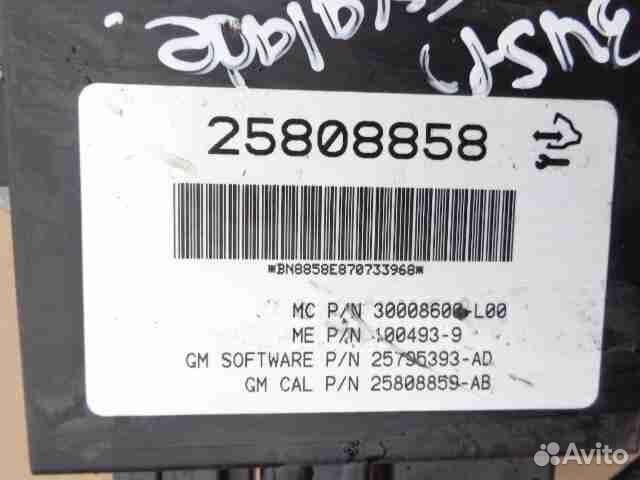 25808858
*BN8858E870733968*
MC P/N 30008600-L00
ME P/N 100493-9
GM SOFTWARE P/N 25795393-AD
GM CAL P/N 25808859-AB
Avito